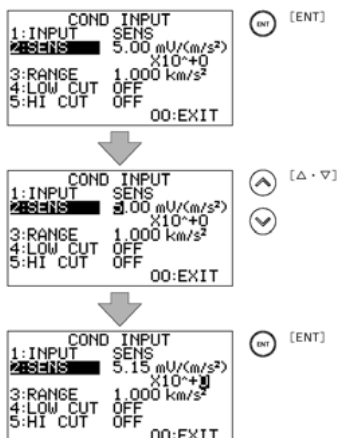 COND INPUT
1:INPUT SENS
2:SENS 5.00 mV/(m/s²)
X10^+0
3:RANGE 1.000 km/s²
4:LOW CUT OFF
5:HI CUT OFF
00:EXIT
ENT [ENT]
COND INPUT
1:INPUT SENS
2:SENS 5.00 mV/(m/s²)
X10^+0
3:RANGE 1.000 km/s²
4:LOW CUT OFF
5:HI CUT OFF
00:EXIT
[△・▽]
COND INPUT
1:INPUT SENS
2:SENS 5.15 mV/(m/s²)
X10^+0
3:RANGE 1.000 km/s²
4:LOW CUT OFF
5:HI CUT OFF
00:EXIT
ENT [ENT]